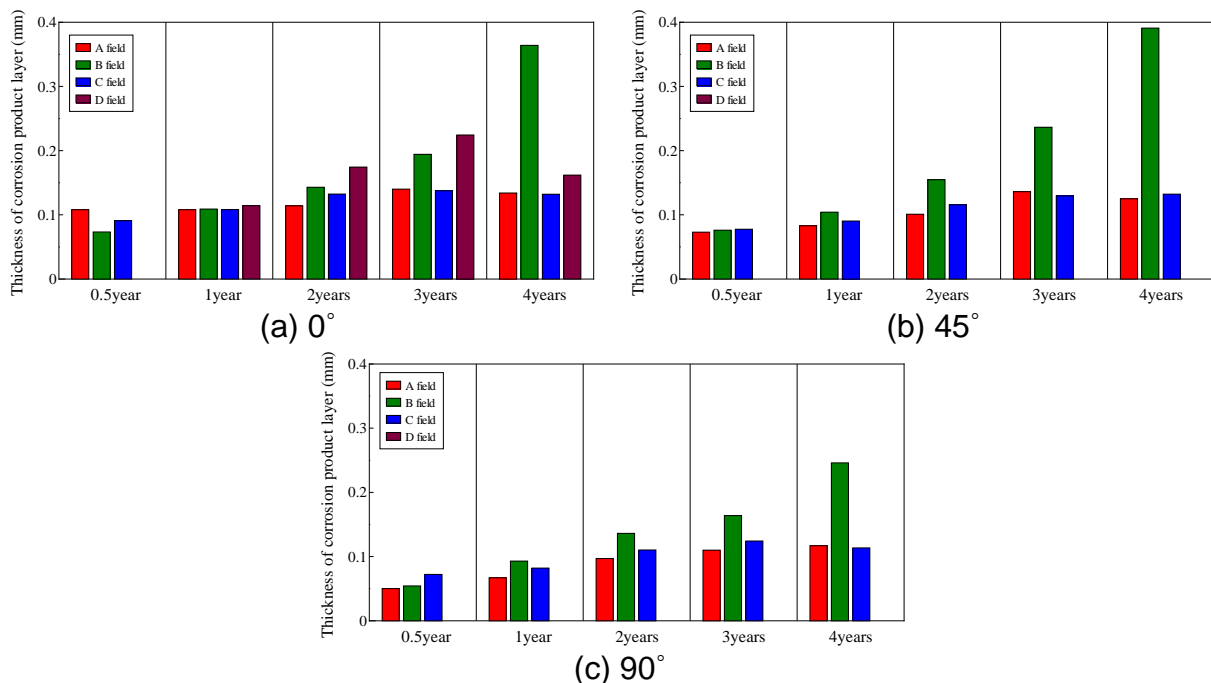 Thickness of corrosion product layer (mm)
0.4
0.3
0.2
0.1
0
A field
B field
C field
D field
0.5year 1year 2years 3years 4years
(a) 0°
Thickness of corrosion product layer (mm)
0.4
0.3
0.2
0.1
0
A field
B field
C field
D field
0.5year 1year 2years 3years 4years
(b) 45°
Thickness of corrosion product layer (mm)
0.4
0.3
0.2
0.1
0
A field
B field
C field
D field
0.5year 1year 2years 3years 4years
(c) 90°